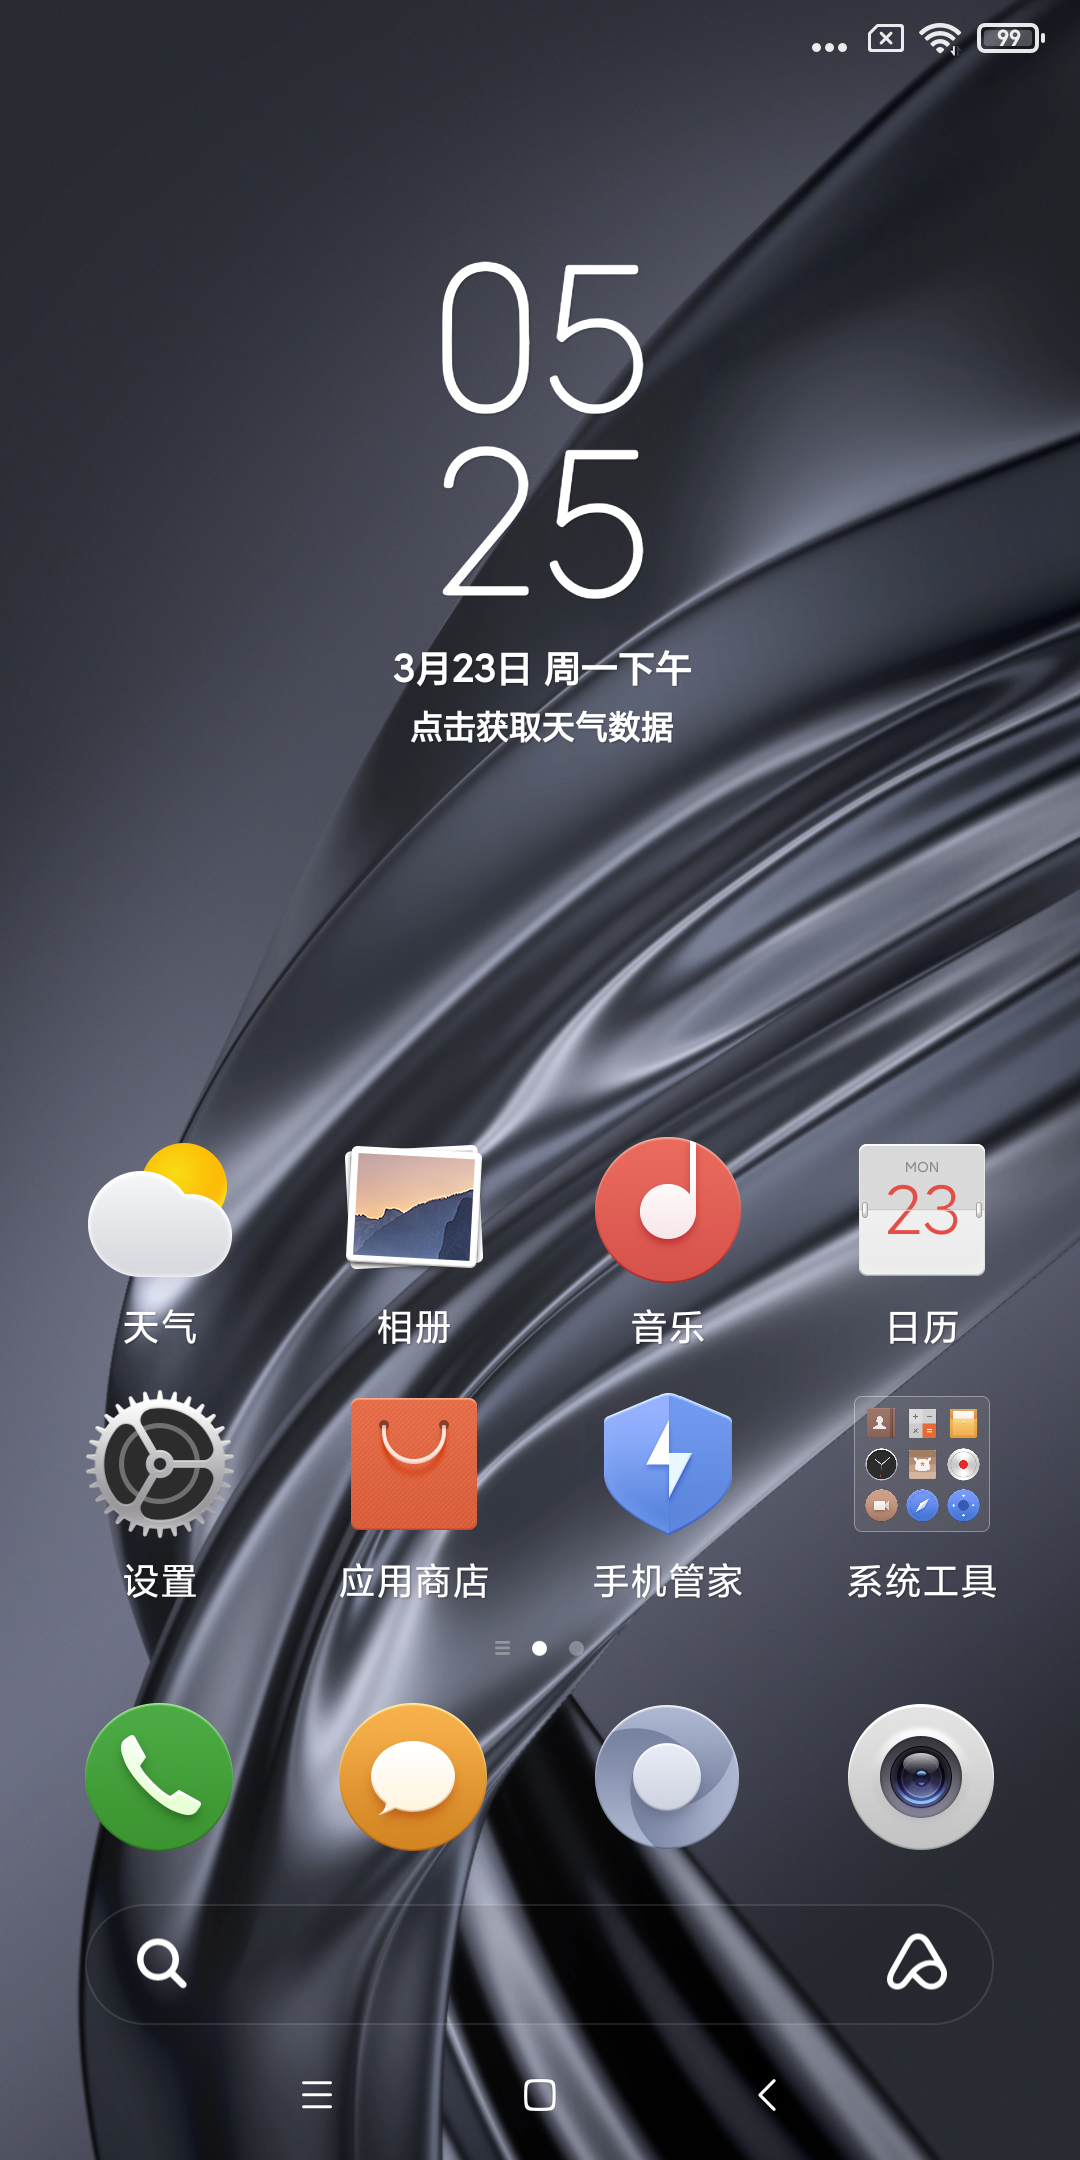 99
05
25
3月23日 周一下午
点击获取天气数据
MON
23
天气
相册
音乐
日历
设置
应用商店
手机管家
系统工具